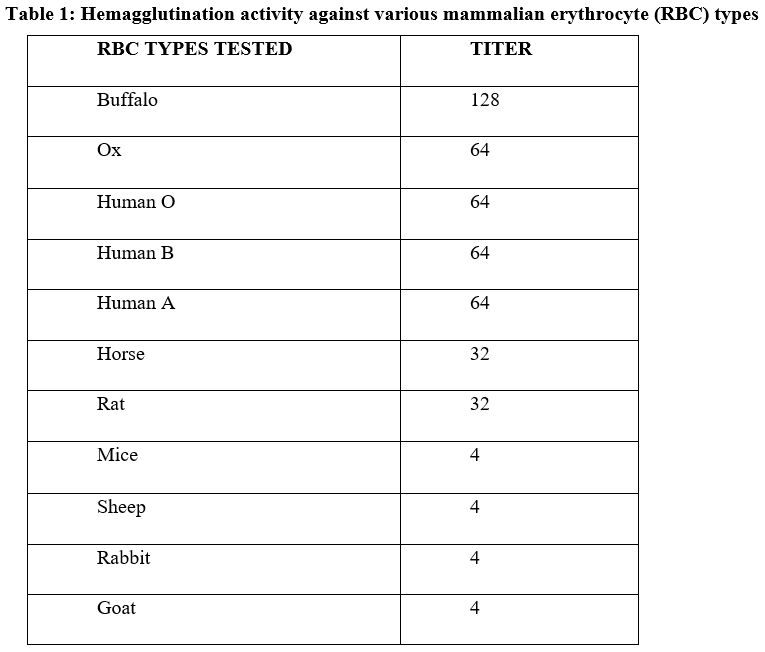 Table 1: Hemagglutination activity against various mammalian erythrocyte (RBC) types
RBC TYPES TESTED TITER
Buffalo 128
Ox 64
Human O 64
Human B 64
Human A 64
Horse 32
Rat 32
Mice 4
Sheep 4
Rabbit 4
Goat 4